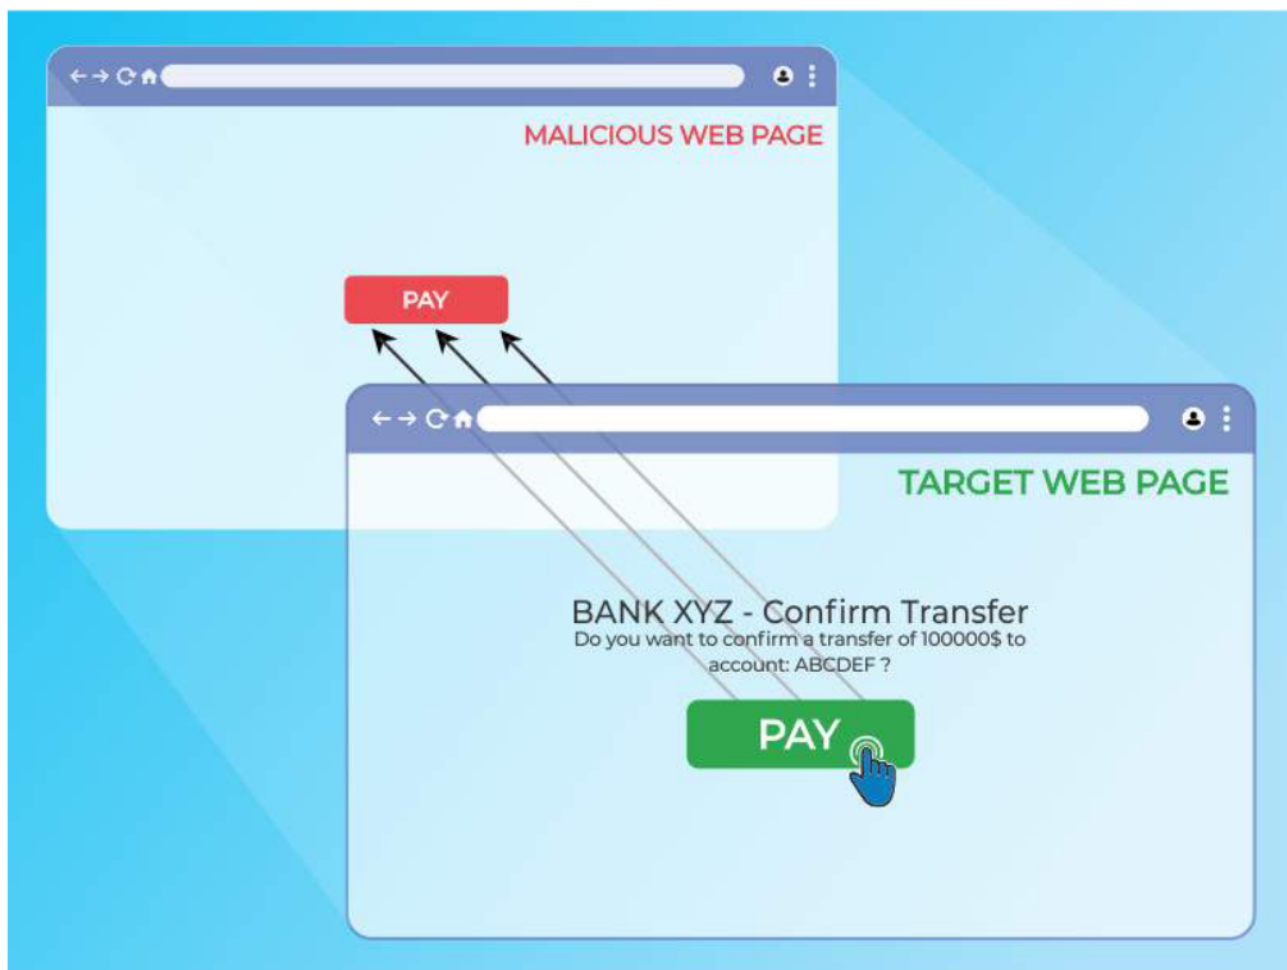 MALICIOUS WEB PAGE
PAY
TARGET WEB PAGE
BANK XYZ - Confirm Transfer
Do you want to confirm a transfer of 100000$ to
account: ABCDEF ?
PAY